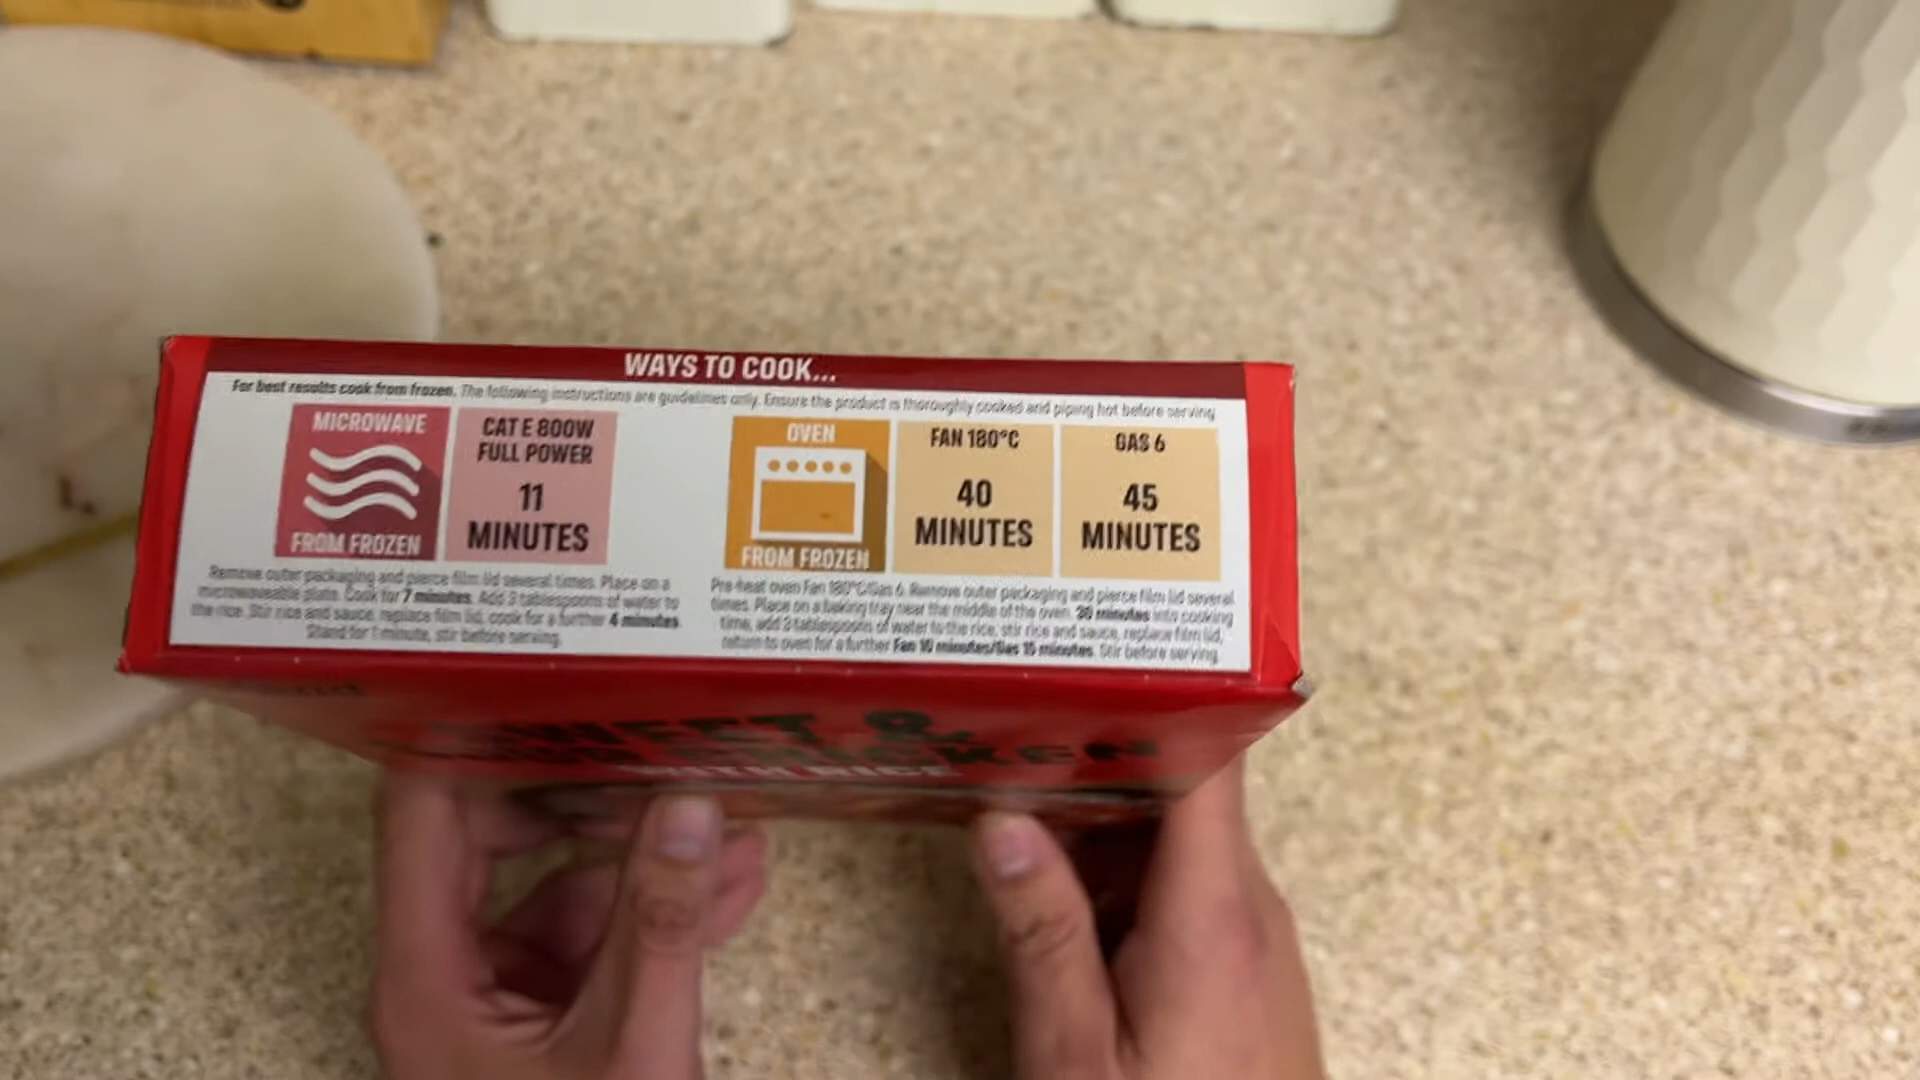 WAYS TO COOK...
For best results cook from frozen. The following instructions are guidelines only. Ensure the product is thoroughly cooked and piping hot before serving
MICROWAVE
FROM FROZEN
CAT E 800W
FULL POWER
11
MINUTES
Remove outer packaging and pierce film lid several times. Place on a
microwaveable plate. Cook for 7 minutes. Add 3 tablespoons of water to
the rice. Stir rice and sauce, replace film lid, cook for a further 4 minutes.
Stand for 1 minute, stir before serving.
OVEN
FROM FROZEN
FAN 180°C
40
MINUTES
GAS 6
45
MINUTES
Pre-heat oven Fan 180°C/Gas 6. Remove outer packaging and pierce film lid several
times. Place on a baking tray near the middle of the oven. 30 minutes into cooking
time, add 3 tablespoons of water to the rice, stir rice and sauce, replace film lid,
return to oven for a further Fan 10 minutes/Gas 15 minutes. Stir before serving.
SWEET &
CHICKEN
WITH RICE